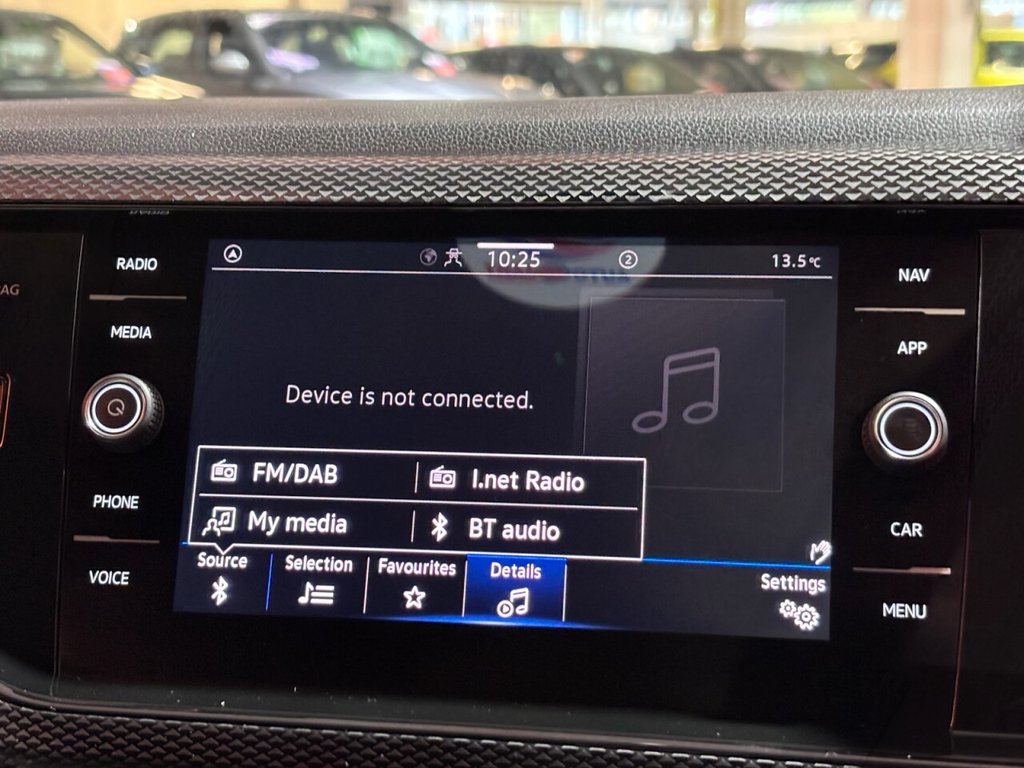 10:25
2
13.5°C
AG
RADIO
MEDIA
PHONE
VOICE
Device is not connected.
FM/DAB
I.net Radio
My media
BT audio
Source
Selection
Favourites
Details
Settings
NAV
APP
CAR
MENU